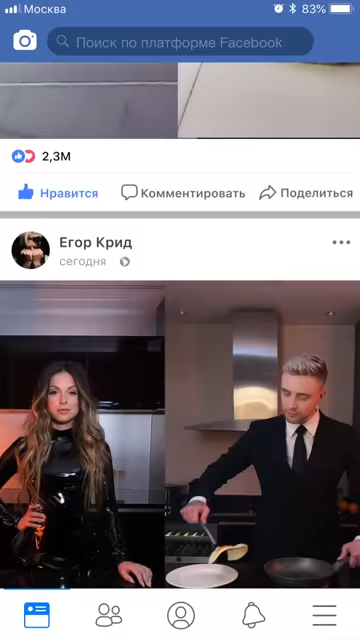 Москва
83%
Поиск по платформе Facebook
2,3М
Нравится
Комментировать
Поделиться
Егор Крид
сегодня